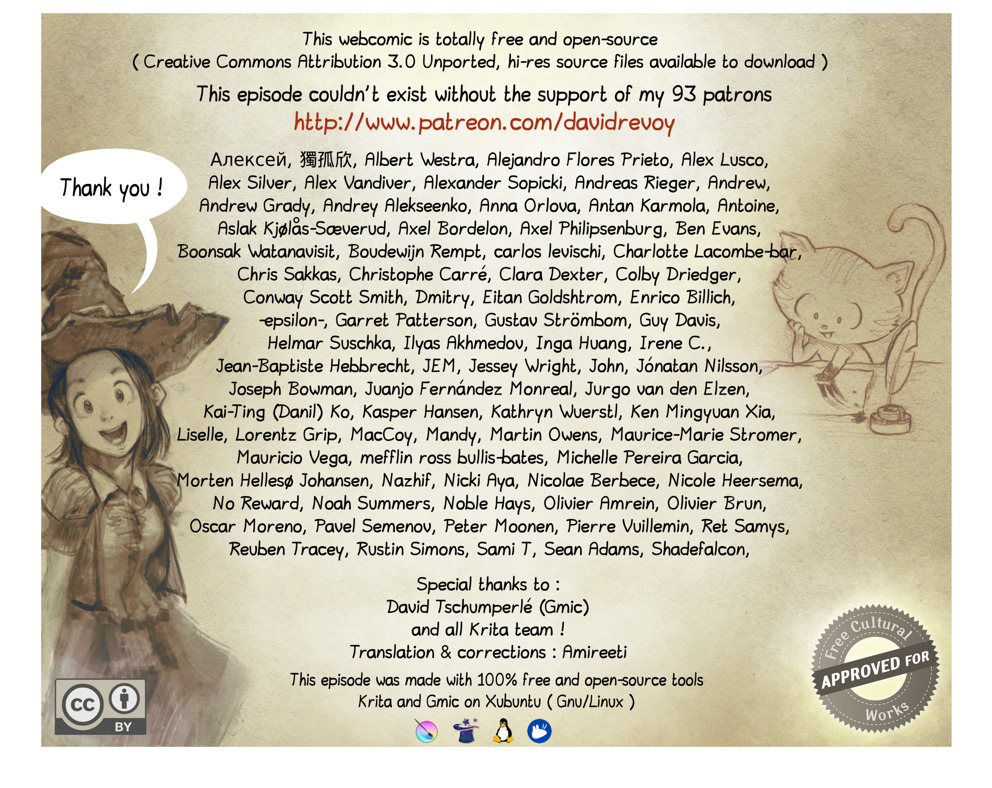 This webcomic is totally free and open-source
( Creative Commons Attribution 3.0 Unported, hi-res source files available to download )
This episode couldn't exist without the support of my 93 patrons
http://www.patreon.com/davidrevoy
Thank you !
Алексей, 獨孤欣, Albert Westra, Alejandro Flores Prieto, Alex Lusco,
Alex Silver, Alex Vandiver, Alexander Sopicki, Andreas Rieger, Andrew,
Andrew Grady, Andrey Alekseenko, Anna Orlova, Antan Karmola, Antoine,
Aslak Kjølås-Sæverud, Axel Bordelon, Axel Philipsenburg, Ben Evans,
Boonsak Watanavisit, Boudewijn Rempt, carlos levischi, Charlotte Lacombe-bar,
Chris Sakkas, Christophe Carré, Clara Dexter, Colby Driedger,
Conway Scott Smith, Dmitry, Eitan Goldshtrom, Enrico Billich,
-epsilon-, Garret Patterson, Gustav Strömbom, Guy Davis,
Helmar Suschka, Ilyas Akhmedov, Inga Huang, Irene C.,
Jean-Baptiste Hebbrecht, JEM, Jessey Wright, John, Jónatan Nilsson,
Joseph Bowman, Juanjo Fernández Monreal, Jurgo van den Elzen,
Kai-Ting (Danil) Ko, Kasper Hansen, Kathryn Wuerstl, Ken Mingyuan Xia,
Liselle, Lorentz Grip, MacCoy, Mandy, Martin Owens, Maurice-Marie Stromer,
Mauricio Vega, mefflin ross bullis-bates, Michelle Pereira Garcia,
Morten Hellesø Johansen, Nazhif, Nicki Aya, Nicolae Berbece, Nicole Heersema,
No Reward, Noah Summers, Noble Hays, Olivier Amrein, Olivier Brun,
Oscar Moreno, Pavel Semenov, Peter Moonen, Pierre Vuillemin, Ret Samys,
Reuben Tracey, Rustin Simons, Sami T, Sean Adams, Shadefalcon,
Special thanks to :
David Tschumperlé (Gmic)
and all Krita team !
Translation & corrections : Amireeti
This episode was made with 100% free and open-source tools
Krita and Gmic on Xubuntu ( Gnu/Linux )
cc
BY
Free Cultural
APPROVED FOR
Works